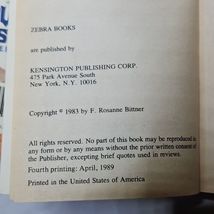 ZEBRA BOOKS
are published by
KENSINGTON PUBLISHING CORP.
475 Park Avenue South
New York, N.Y. 10016
Copyright © 1983 by F. Rosanne Bittner
All rights reserved. No part of this book may be reproduced in
any form or by any means without the prior written consent of
the Publisher, excepting brief quotes used in reviews.
Fourth printing: April, 1989
Printed in the United States of America